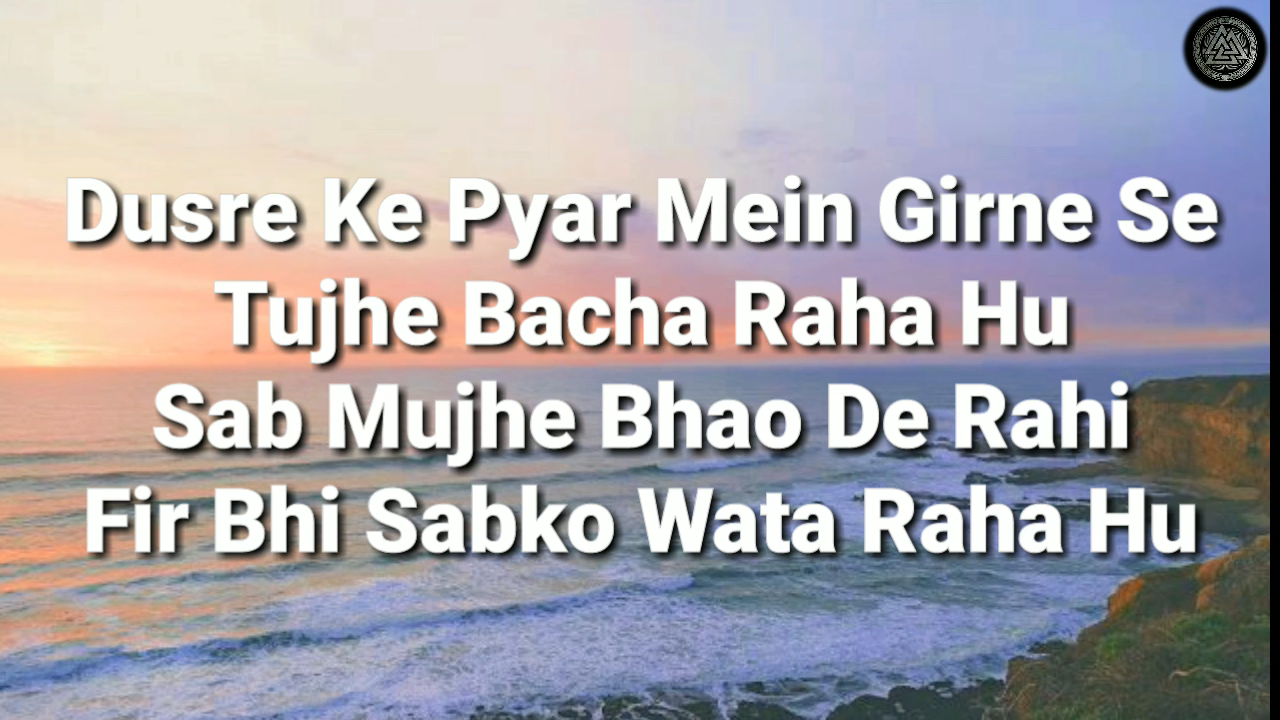 Dusre Ke Pyar Mein Girne Se
Tujhe Bacha Raha Hu
Sab Mujhe Bhao De Rahi
Fir Bhi Sabko Wata Raha Hu